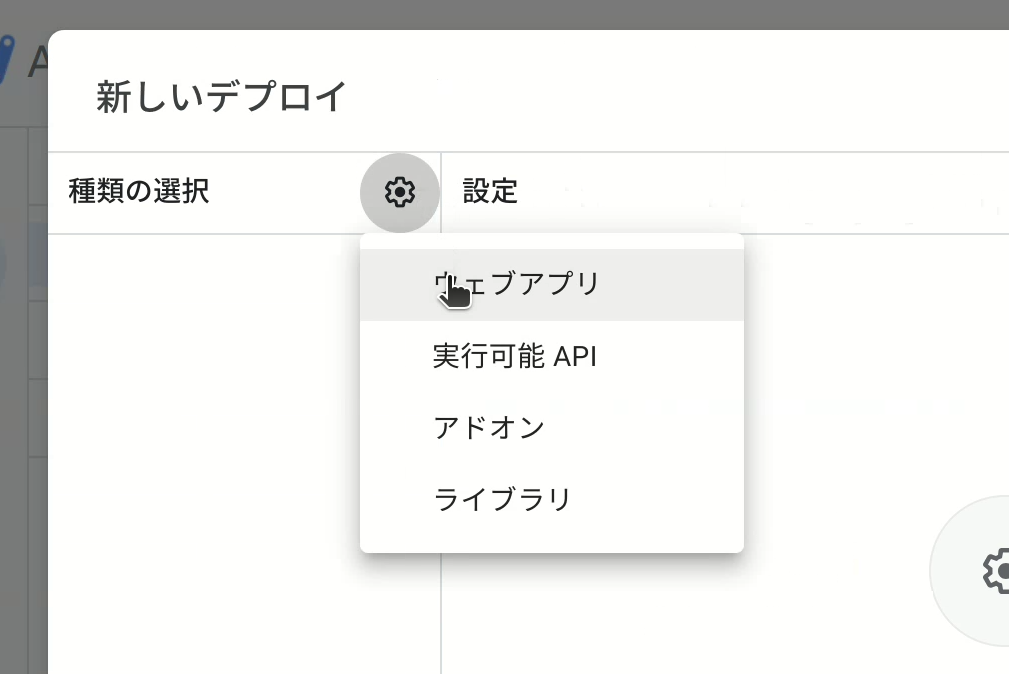 A
新しいデプロイ
種類の選択
設定
ウェブアプリ
実行可能 API
アドオン
ライブラリ